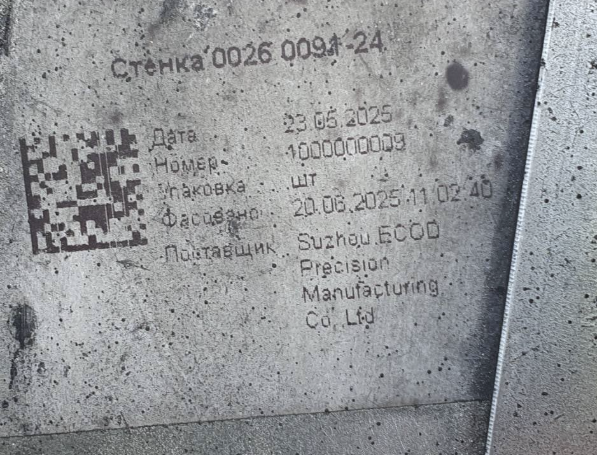 Стенка 0026 0091-24
Дата 23.05.2025
Номер 1000000009
Упаковка шт
Фасовано 20.06.2025 11:02:40
Поставщик Suzhou ECOD
Precision
Manufacturing
Co.,Ltd